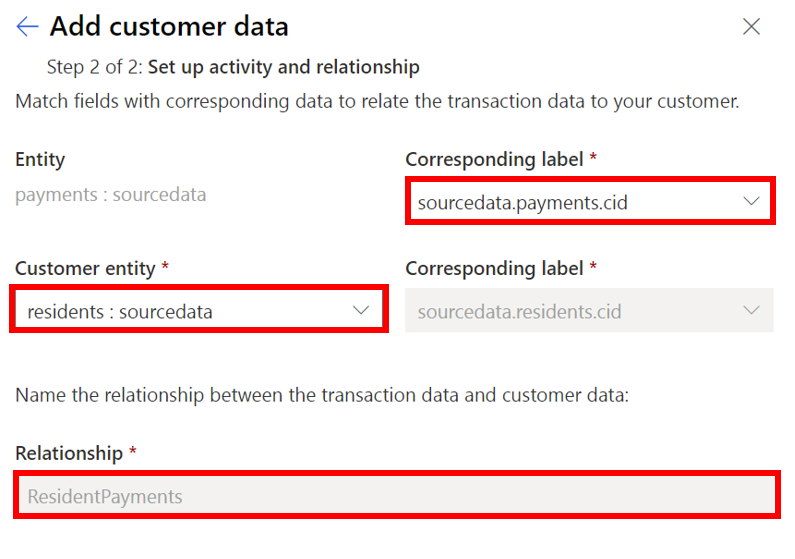 Add customer data
Step 2 of 2: Set up activity and relationship
Match fields with corresponding data to relate the transaction data to your customer.
Entity
Corresponding label *
payments : sourcedata
sourcedata.payments.cid
Customer entity *
Corresponding label *
residents : sourcedata
sourcedata.residents.cid
Name the relationship between the transaction data and customer data:
Relationship *
ResidentPayments